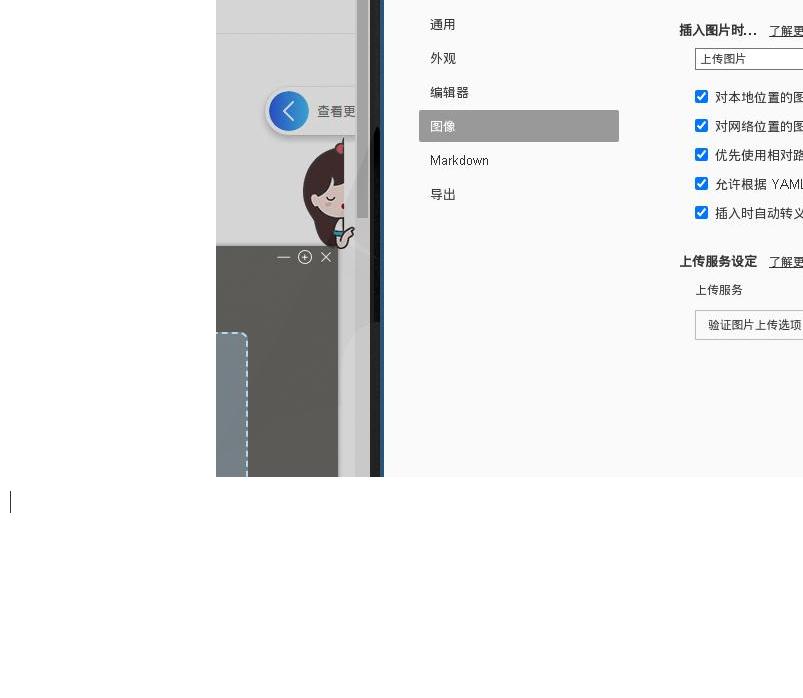 查看更
通用
外观
编辑器
图像
Markdown
导出
插入图片时... 了解更
上传图片
对本地位置的图
对网络位置的图
优先使用相对路
允许根据 YAML
插入时自动转义
上传服务设定 了解更
上传服务
验证图片上传选项